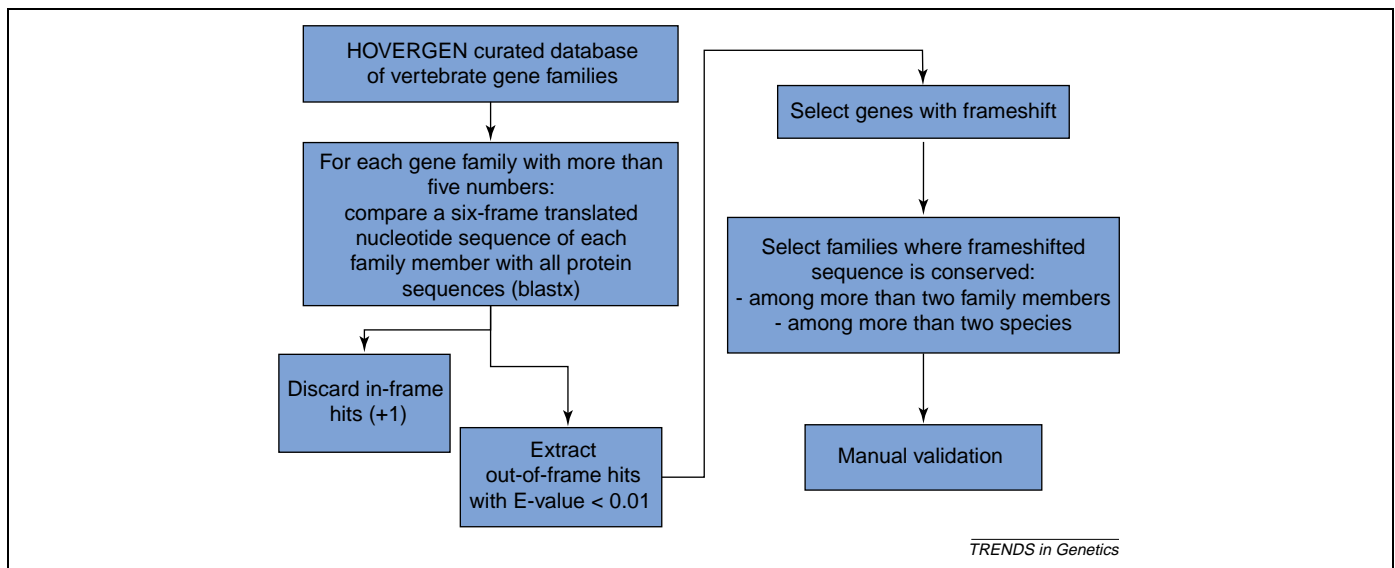 HOVERGEN curated database
of vertebrate gene families
For each gene family with more than
five numbers:
compare a six-frame translated
nucleotide sequence of each
family member with all protein
sequences (blastx)
Discard in-frame
hits (+1)
Extract
out-of-frame hits
with E-value < 0.01
Select genes with frameshift
Select families where frameshifted
sequence is conserved:
- among more than two family members
- among more than two species
Manual validation
TRENDS in Genetics